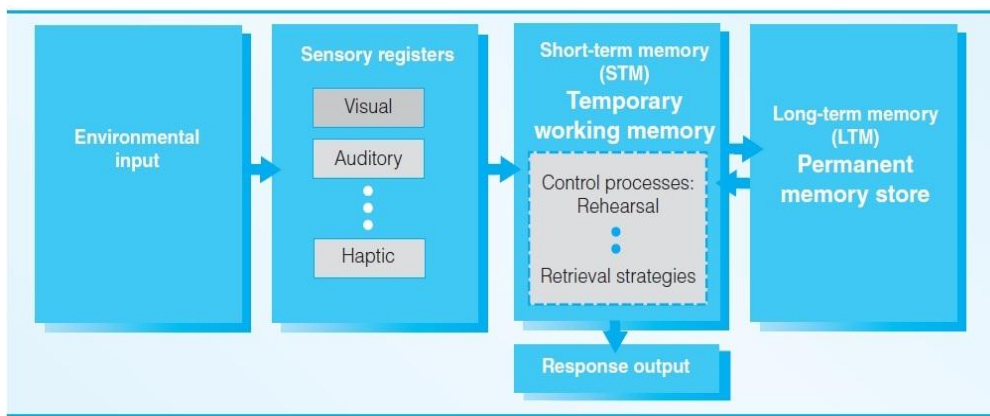 Environmental
input
Sensory registers
Visual
Auditory
Haptic
Short-term memory
(STM)
Temporary
working memory
Control processes:
Rehearsal
Retrieval strategies
Response output
Long-term memory
(LTM)
Permanent
memory store